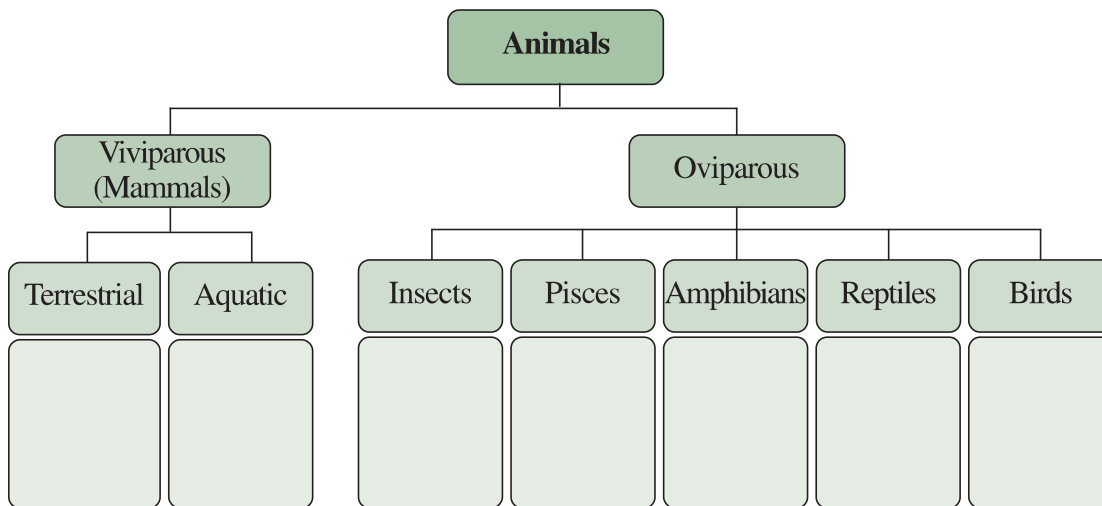 Animals
Viviparous
(Mammals)
Oviparous
Terrestrial
Aquatic
Insects
Pisces
Amphibians
Reptiles
Birds